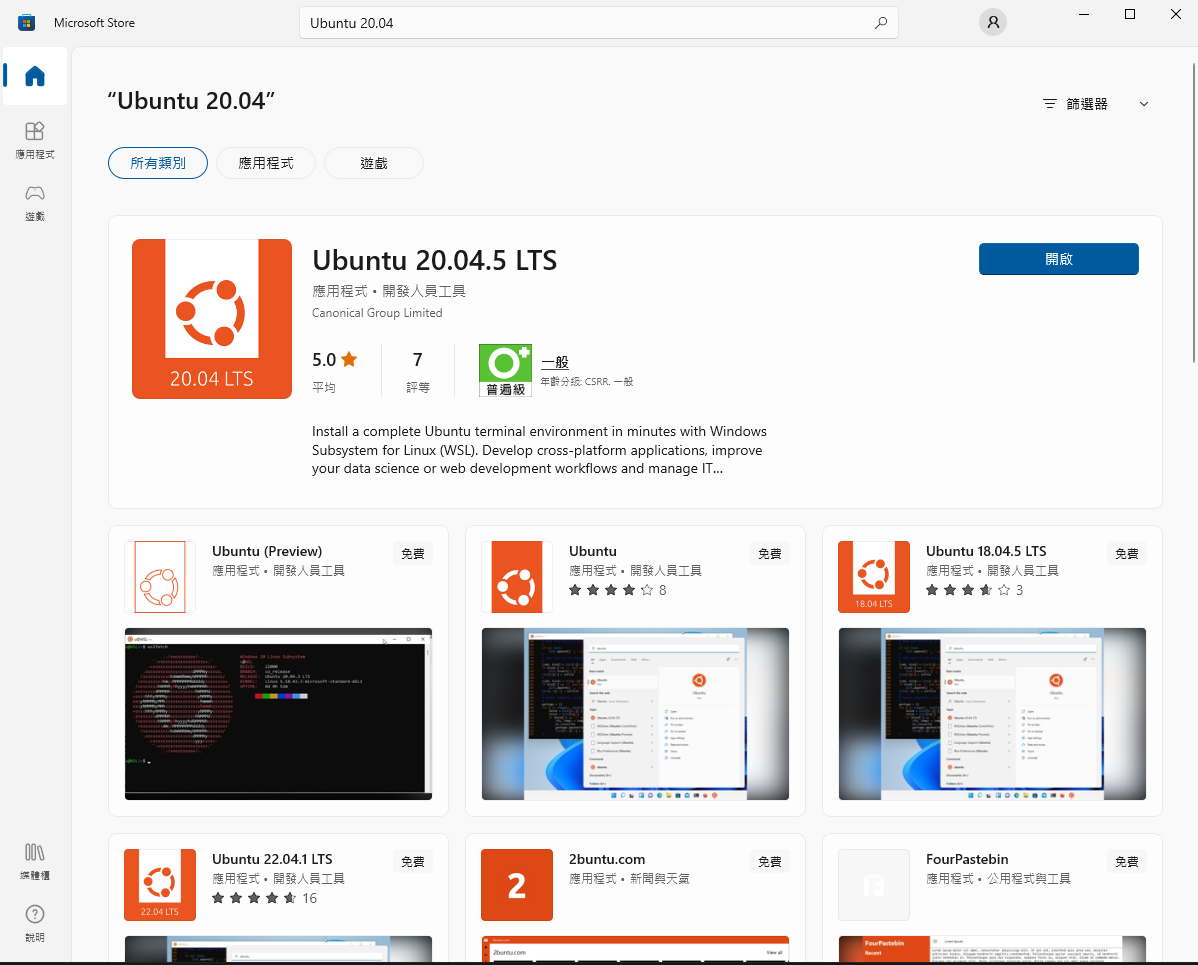 Microsoft Store
Ubuntu 20.04
“Ubuntu 20.04”
篩選器
所有類別
應用程式
遊戲
應用程式
遊戲
20.04 LTS
Ubuntu 20.04.5 LTS
開啟
應用程式 • 開發人員工具
Canonical Group Limited
5.0
平均
7
評等
普遍級
一般
年齡分級: CSRR. 一般
Install a complete Ubuntu terminal environment in minutes with Windows
Subsystem for Linux (WSL). Develop cross-platform applications, improve
your data science or web development workflows and manage IT...
Ubuntu (Preview)
免費
應用程式 • 開發人員工具
Ubuntu
免費
應用程式 • 開發人員工具
8
18.04 LTS
Ubuntu 18.04.5 LTS
免費
應用程式 • 開發人員工具
3
22.04 LTS
Ubuntu 22.04.1 LTS
免費
應用程式 • 開發人員工具
16
2
2buntu.com
免費
應用程式 • 新聞與天氣
2buntu.com
View all
FourPastebin
免費
應用程式 • 公用程式與工具
FourPastebin
Recent
媒體櫃
說明